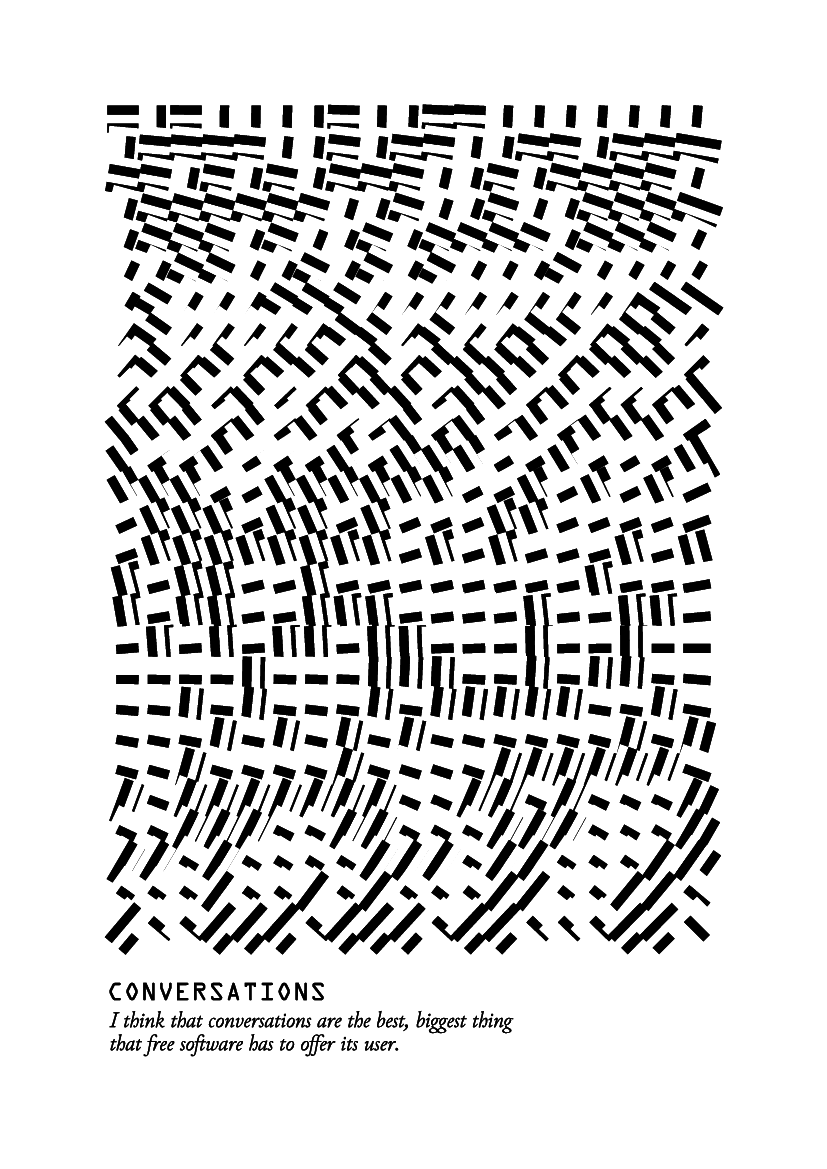 CONVERSATIONS
I think that conversations are the best, biggest thing
that free software has to offer its user.